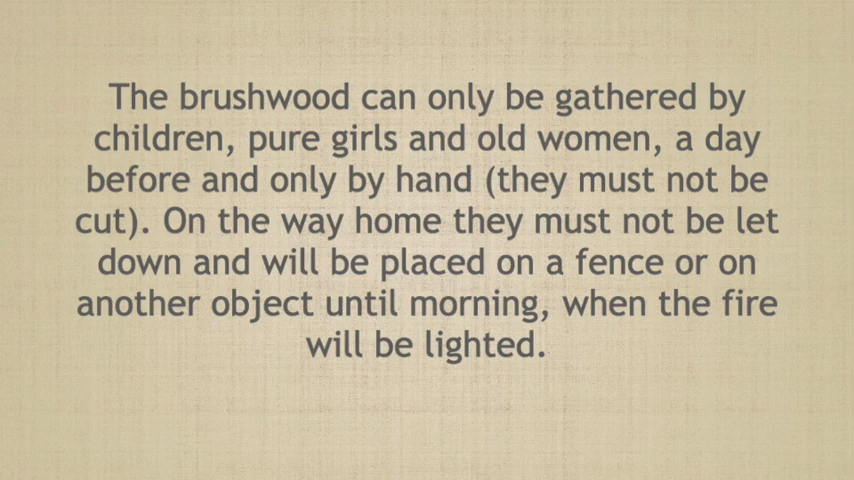 The brushwood can only be gathered by
children, pure girls and old women, a day
before and only by hand (they must not be
cut). On the way home they must not be let
down and will be placed on a fence or on
another object until morning, when the fire
will be lighted.